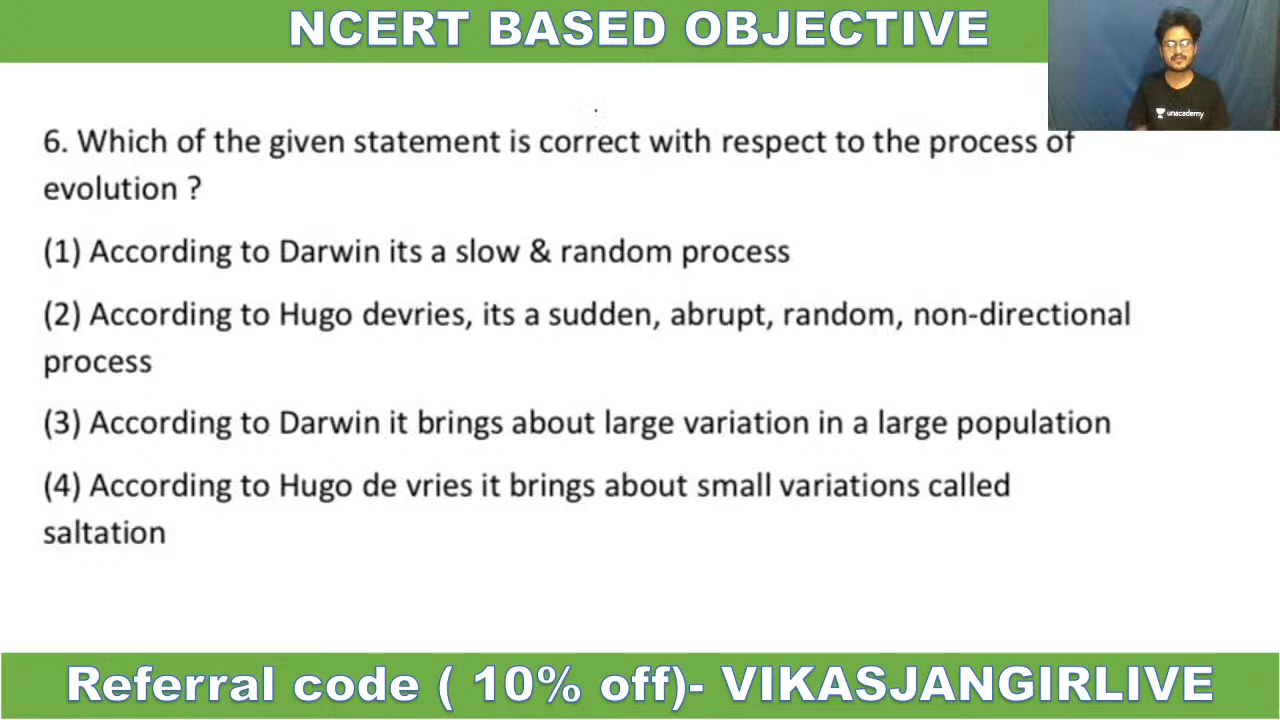 NCERT BASED OBJECTIVE
unacademy
6. Which of the given statement is correct with respect to the process of
evolution ?
(1) According to Darwin its a slow & random process
(2) According to Hugo devries, its a sudden, abrupt, random, non-directional
process
(3) According to Darwin it brings about large variation in a large population
(4) According to Hugo de vries it brings about small variations called
saltation
Referral code ( 10% off)- VIKASJANGIRLIVE